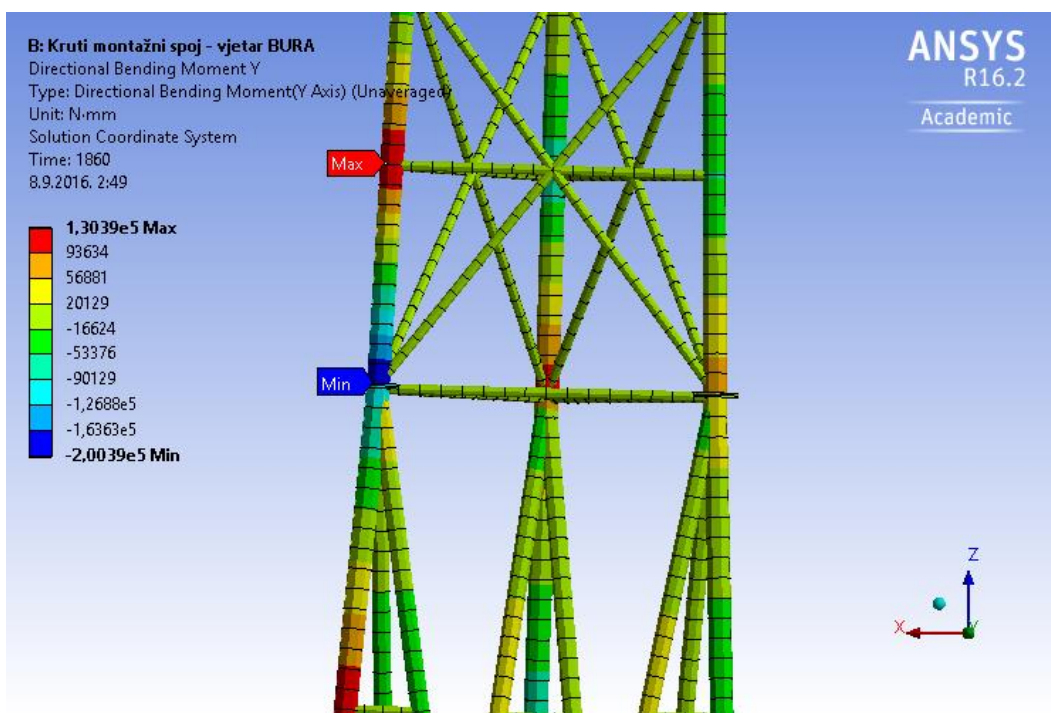 B: Kruti montažni spoj - vjetar BURA
Directional Bending Moment Y
Type: Directional Bending Moment(Y Axis) (Unaveraged)
Unit: N·mm
Solution Coordinate System
Time: 1860
8.9.2016. 2:49
1,3039e5 Max
93634
56881
20129
-16624
-53376
-90129
-1,2688e5
-1,6363e5
-2,0039e5 Min
Max
Min
ANSYS
R16.2
Academic
Z
X
Y